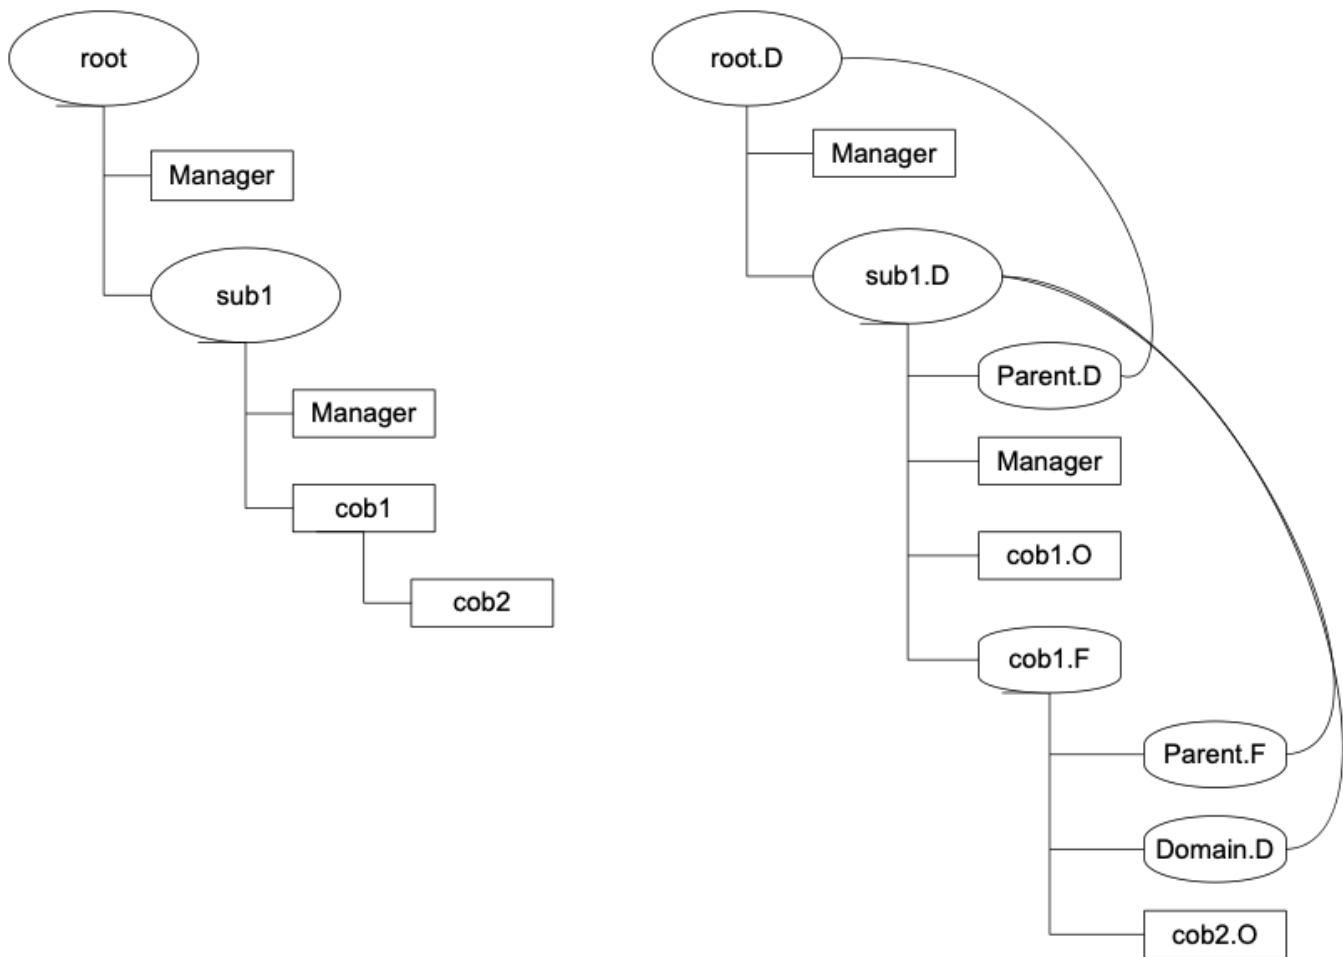 root
Manager
sub1
Manager
cob1
cob2
root.D
Manager
sub1.D
Parent.D
Manager
cob1.O
cob1.F
Parent.F
Domain.D
cob2.O